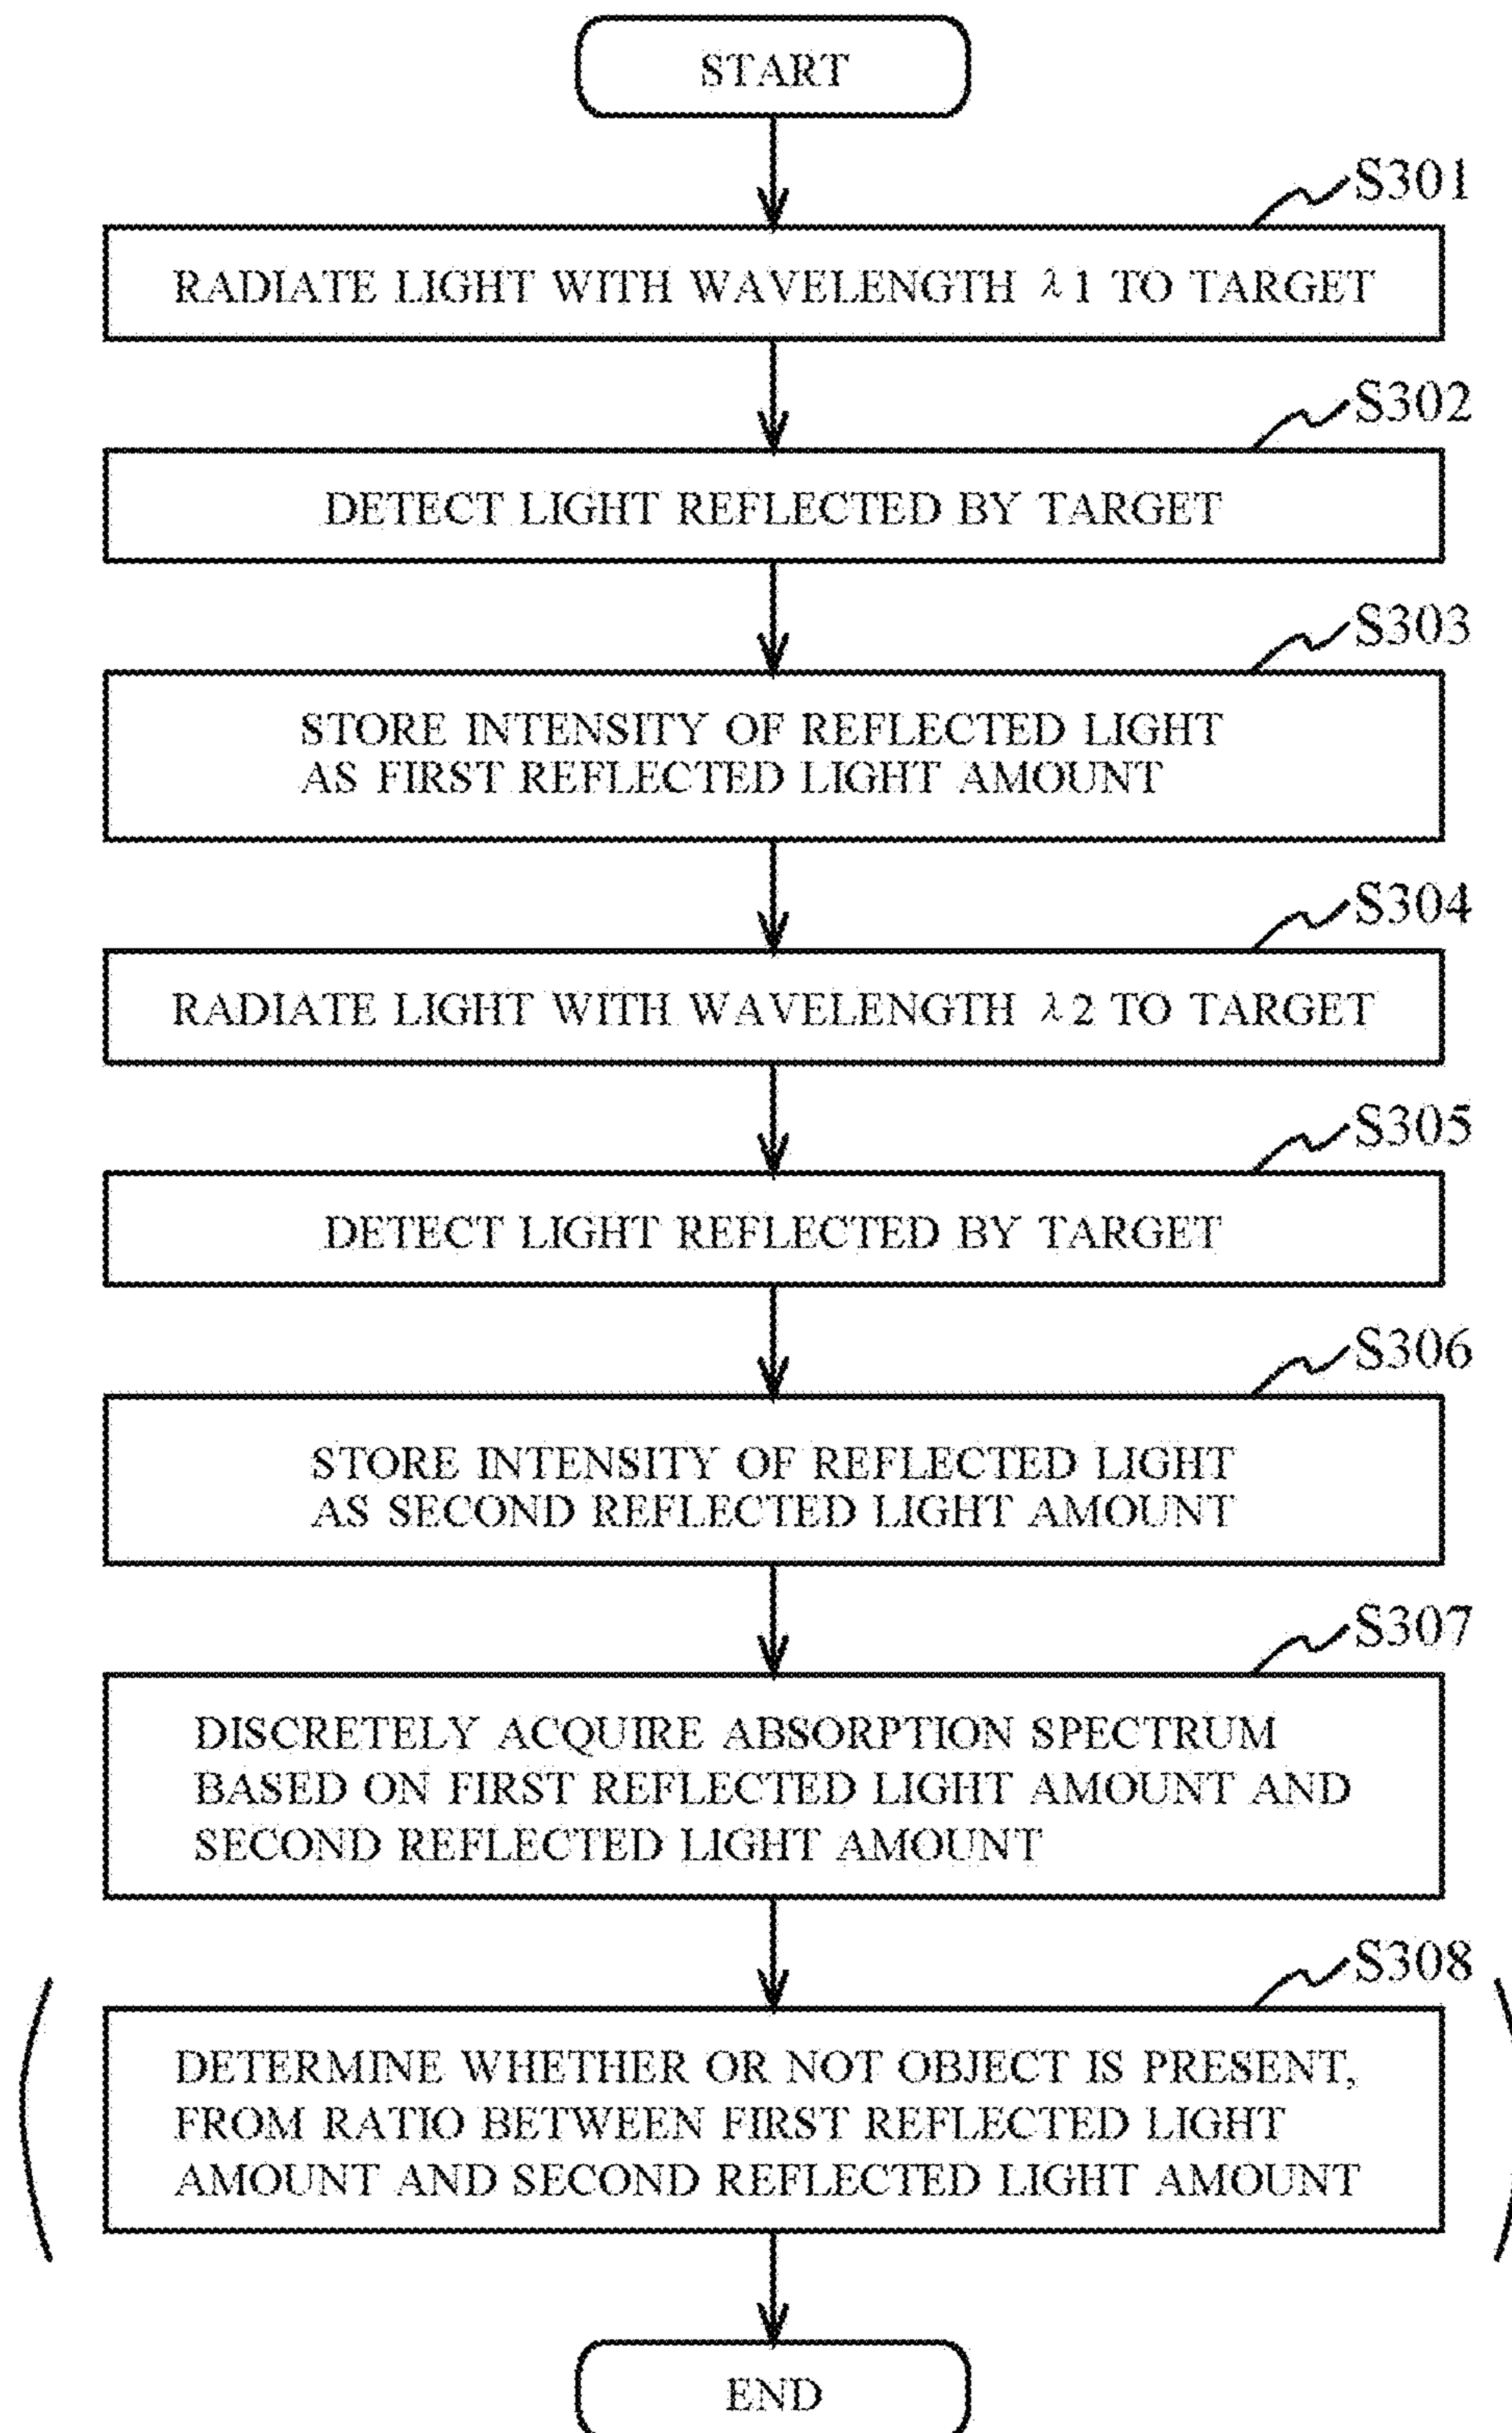 START
S301
RADIATE LIGHT WITH WAVELENGTH λ1 TO TARGET
S302
DETECT LIGHT REFLECTED BY TARGET
S303
STORE INTENSITY OF REFLECTED LIGHT
AS FIRST REFLECTED LIGHT AMOUNT
S304
RADIATE LIGHT WITH WAVELENGTH λ2 TO TARGET
S305
DETECT LIGHT REFLECTED BY TARGET
S306
STORE INTENSITY OF REFLECTED LIGHT
AS SECOND REFLECTED LIGHT AMOUNT
S307
DISCRETELY ACQUIRE ABSORPTION SPECTRUM
BASED ON FIRST REFLECTED LIGHT AMOUNT AND
SECOND REFLECTED LIGHT AMOUNT
S308
DETERMINE WHETHER OR NOT OBJECT IS PRESENT,
FROM RATIO BETWEEN FIRST REFLECTED LIGHT
AMOUNT AND SECOND REFLECTED LIGHT AMOUNT
END